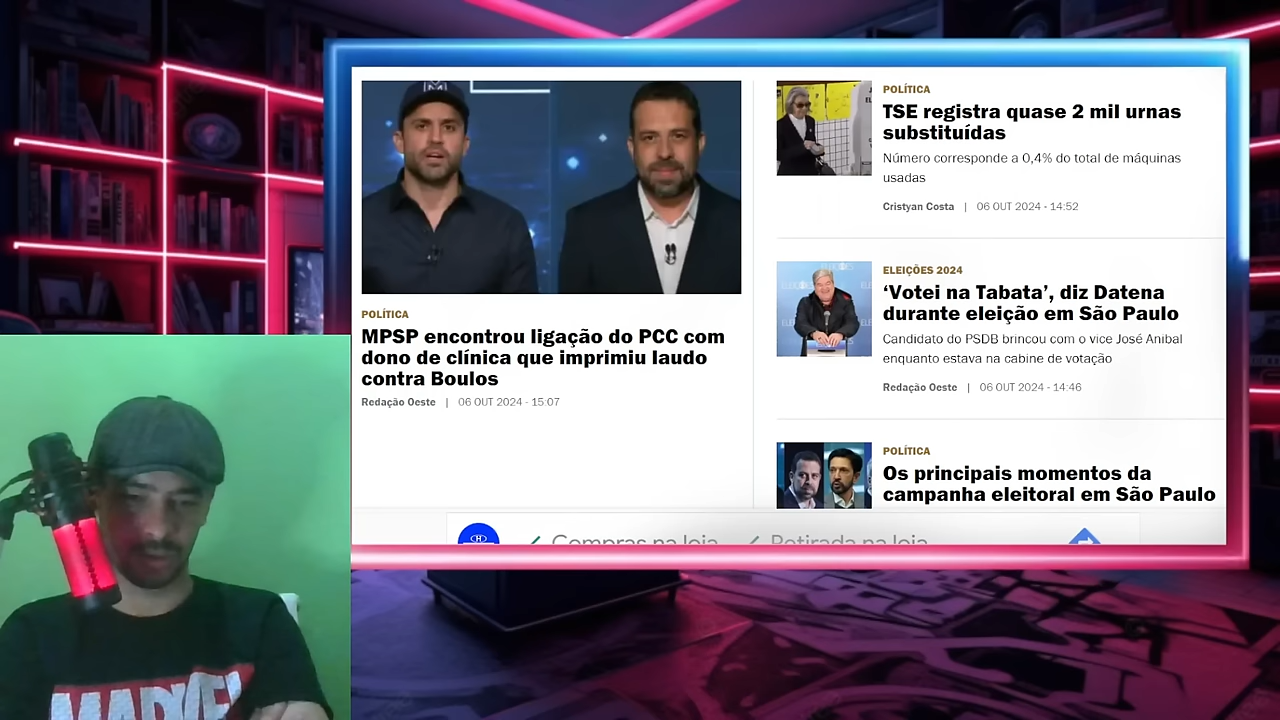 POLÍTICA
MPSP encontrou ligação do PCC com
dono de clínica que imprimiu laudo
contra Boulos
Redação Oeste | 06 OUT 2024 - 15:07
POLÍTICA
TSE registra quase 2 mil urnas
substituídas
Número corresponde a 0,4% do total de máquinas
usadas
Cristyan Costa | 06 OUT 2024 - 14:52
ELEIÇÕES 2024
‘Votei na Tabata’, diz Datena
durante eleição em São Paulo
Candidato do PSDB brincou com o vice José Anibal
enquanto estava na cabine de votação
Redação Oeste | 06 OUT 2024 - 14:46
POLÍTICA
Os principais momentos da
campanha eleitoral em São Paulo
Compras na loja Retirada na loja
MARVEL